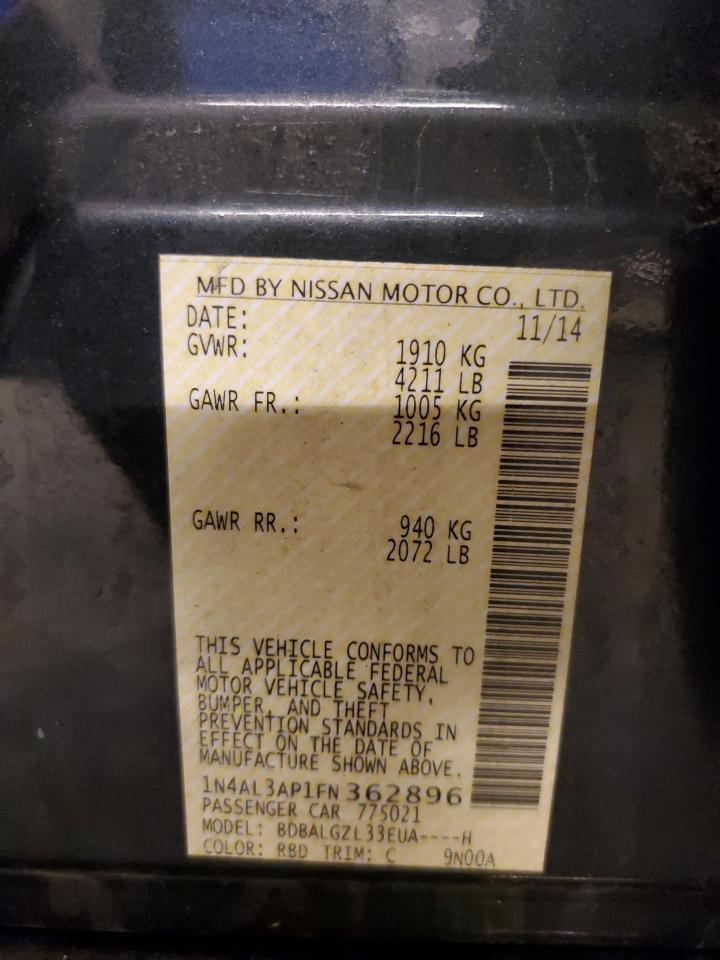 MFD BY NISSAN MOTOR CO., LTD.
DATE: 11/14
GVWR: 1910 KG
4211 LB
GAWR FR.: 1005 KG
2216 LB
GAWR RR.: 940 KG
2072 LB
THIS VEHICLE CONFORMS TO
ALL APPLICABLE FEDERAL
MOTOR VEHICLE SAFETY,
BUMPER, AND THEFT
PREVENTION STANDARDS IN
EFFECT ON THE DATE OF
MANUFACTURE SHOWN ABOVE.
1N4AL3AP1FN 362896
PASSENGER CAR 775021
MODEL: BDBALGZL33EUA----H
COLOR: RBD TRIM: C 9N00A